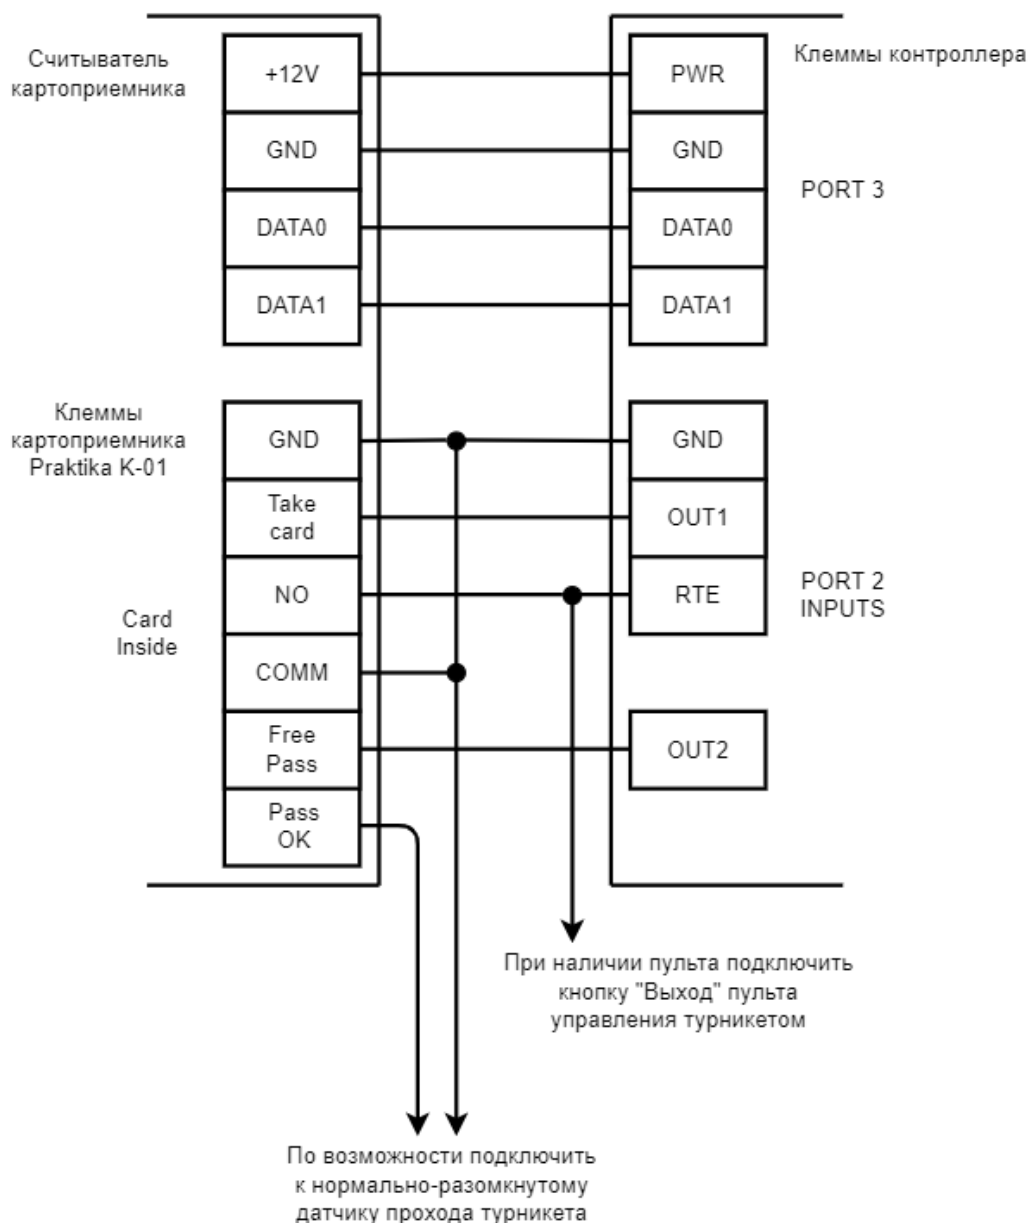 Считыватель
картоприемника
+12V
GND
DATA0
DATA1
PWR
GND
DATA0
DATA1
Клеммы контроллера
PORT 3
Клеммы
картоприемника
Praktika K-01
Card
Inside
GND
Take
card
NO
COMM
Free
Pass
Pass
OK
GND
OUT1
RTE
OUT2
PORT 2
INPUTS
При наличии пульта подключить
кнопку "Выход" пульта
управления турникетом
По возможности подключить
к нормально-разомкнутому
датчику прохода турникета